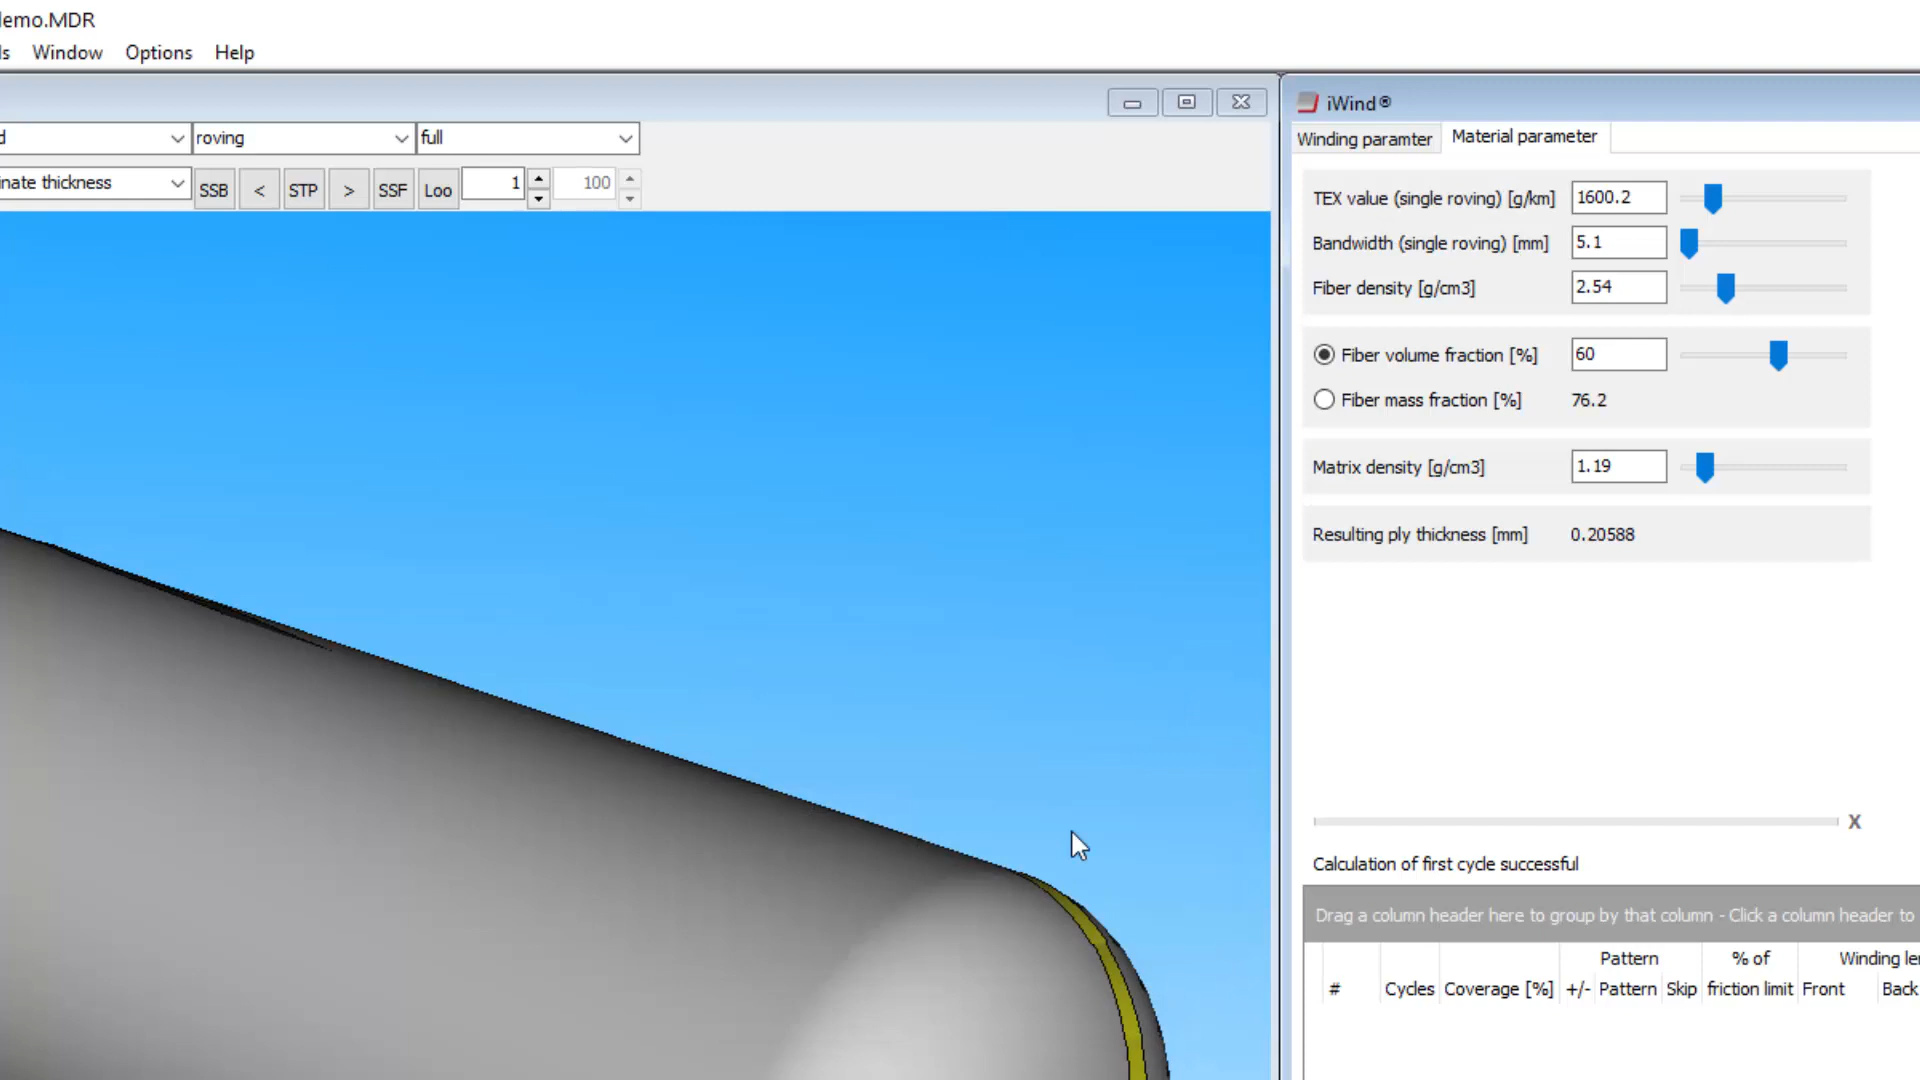 lemo.MDR
ls Window Options Help
d roving full
inate thickness SSB < STP > SSF Loo 1 100
iWind®
Winding paramter Material parameter
TEX value (single roving) [g/km] 1600.2
Bandwidth (single roving) [mm] 5.1
Fiber density [g/cm3] 2.54
Fiber volume fraction [%] 60
Fiber mass fraction [%] 76.2
Matrix density [g/cm3] 1.19
Resulting ply thickness [mm] 0.20588
X
Calculation of first cycle successful
Drag a column header here to group by that column - Click a column header to
Pattern % of Winding ler
# Cycles Coverage [%] +/- Pattern Skip friction limit Front Back